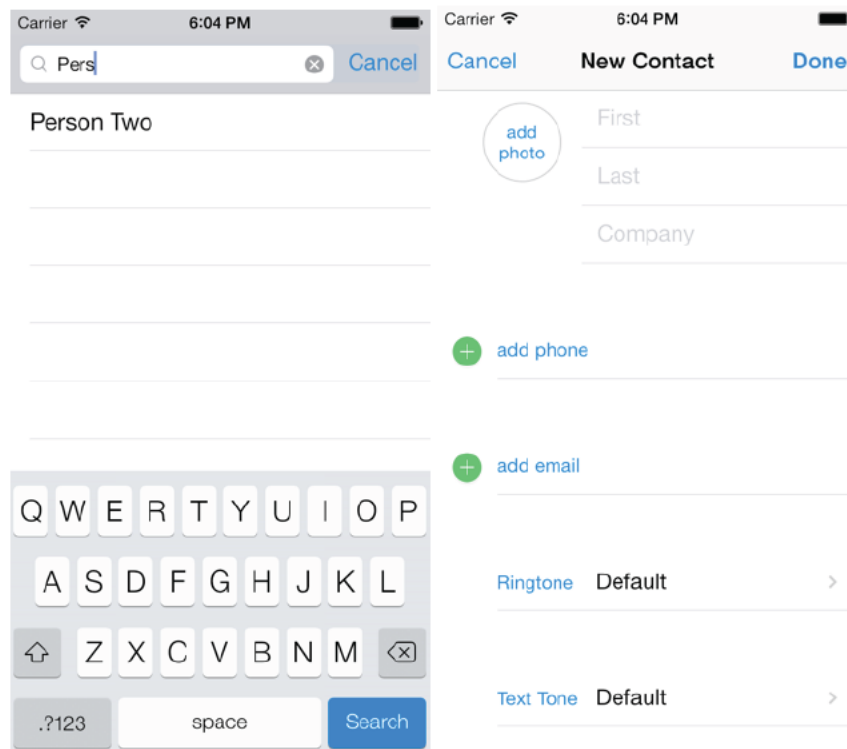 Carrier 6:04 PM
Pers Cancel
Person Two
Q W E R T Y U I O P
A S D F G H J K L
Z X C V B N M
.?123 space Search
Carrier 6:04 PM
Cancel New Contact Done
add
photo
First
Last
Company
add phone
add email
Ringtone Default
Text Tone Default